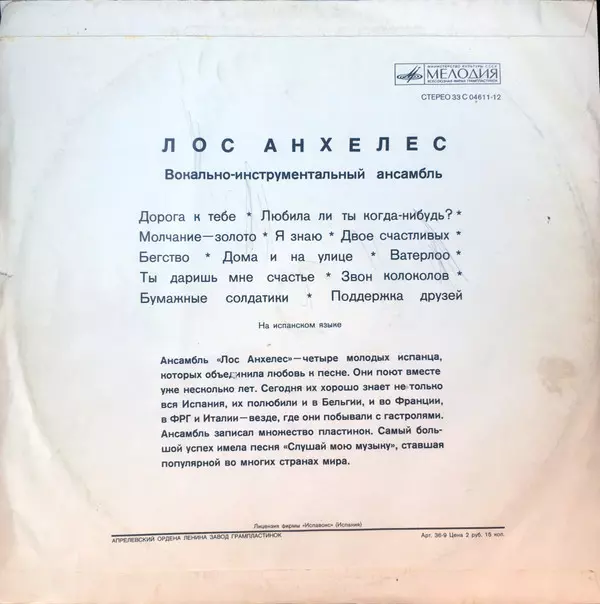 МИНИСТЕРСТВО КУЛЬТУРЫ СССР
МЕЛОДИЯ
ВСЕСОЮЗНАЯ ФИРМА ГРАМПЛАСТИНОК
СТЕРЕО 33 С 04611-12
ЛОС АНХЕЛЕС
Вокально-инструментальный ансамбль
Дорога к тебе * Любила ли ты когда-нибудь? *
Молчание—золото * Я знаю * Двое счастливых *
Бегство * Дома и на улице * Ватерлоо *
Ты даришь мне счастье * Звон колоколов *
Бумажные солдатики * Поддержка друзей
На испанском языке
Ансамбль «Лос Анхелес»—четыре молодых испанца,
которых объединила любовь к песне. Они поют вместе
уже несколько лет. Сегодня их хорошо знает не только
вся Испания, их полюбили и в Бельгии, и во Франции,
в ФРГ и Италии—везде, где они побывали с гастролями.
Ансамбль записал множество пластинок. Самый боль-
шой успех имела песня «Слушай мою музыку», ставшая
популярной во многих странах мира.
Лицензия фирмы «Испавокс» (Испания)
АПРЕЛЕВСКИЙ ОРДЕНА ЛЕНИНА ЗАВОД ГРАМПЛАСТИНОК
Арт. 36-9 Цена 2 руб. 15 коп.